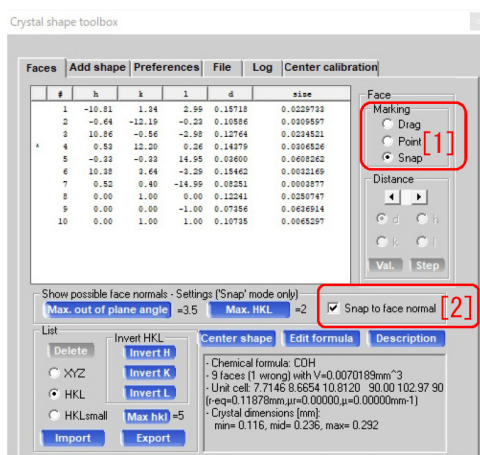 Crystal shape toolbox
Faces Add shape Preferences File Log Center calibration
# h k l d size
1 -10.81 1.34 2.99 0.15718 0.0229733
2 -0.64 -12.19 -0.23 0.10586 0.0309597
3 10.86 -0.56 -2.98 0.12764 0.0234521
* 4 0.53 12.20 0.26 0.14379 0.0306526
5 -0.33 -0.33 14.95 0.03600 0.0608262
6 10.38 3.64 -3.29 0.15462 0.0032169
7 0.52 0.40 -14.99 0.08251 0.0003877
8 0.00 1.00 0.00 0.12241 0.0250747
9 0.00 0.00 -1.00 0.07356 0.0636914
10 0.00 1.00 1.00 0.10735 0.0065297
Face
Marking
Drag
Point
Snap
[1]
Distance
d h
k l
Val. Step
Show possible face normals - Settings ('Snap' mode only)
Max. out of plane angle =3.5 Max. HKL =2 Snap to face normal [2]
List
Delete
XYZ
HKL
HKLsmall
Import
Invert HKL
Invert H
Invert K
Invert L
Max hkl =5
Export
Center shape Edit formula Description
- Chemical formula: COH
- 9 faces (1 wrong) with V=0.0070189mm^3
- Unit cell: 7.7146 8.6654 10.8120 90.00 102.97 90
(r-eq=0.11878mm,μr=0.00000,μ=0.00000mm-1)
- Crystal dimensions [mm]:
min= 0.116, mid= 0.236, max= 0.292